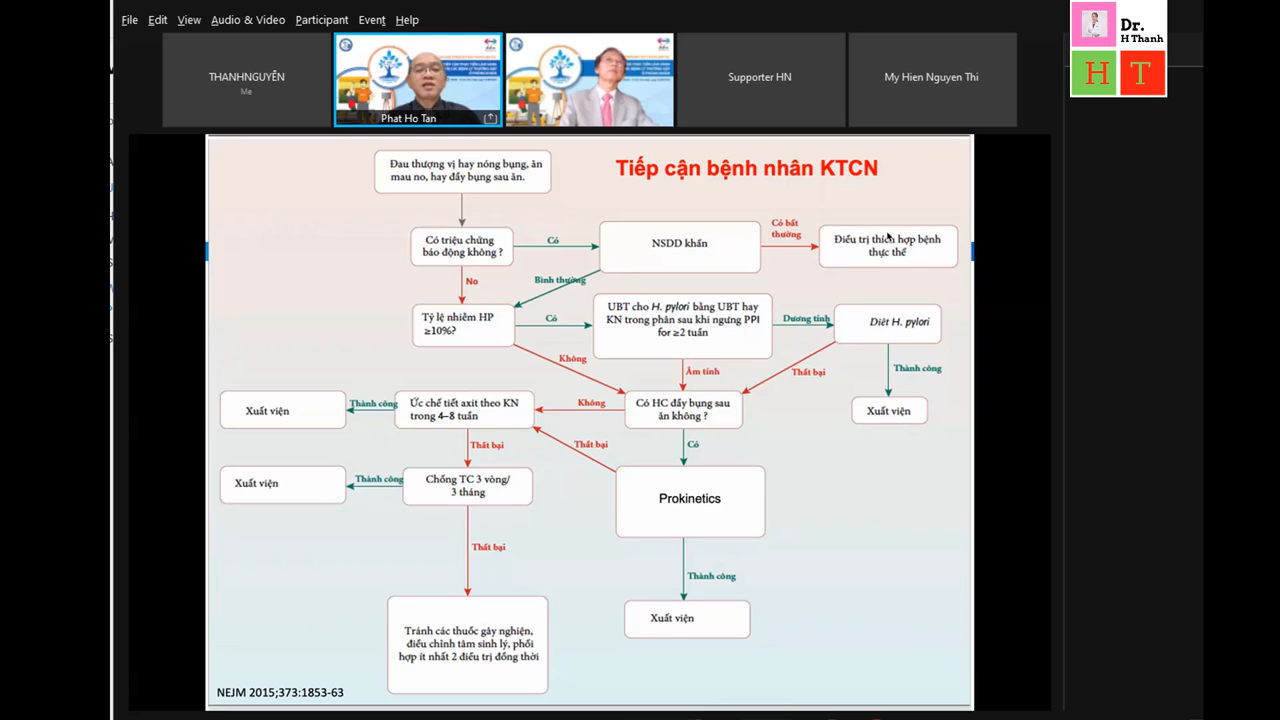 File Edit View Audio & Video Participant Event Help
Dr.
H Thanh
H T
THANHNGUYỄN
Me
Phat Ho Tan
Supporter HN
My Hien Nguyen Thi
Tiếp cận bệnh nhân KTCN
Đau thượng vị hay nóng bụng, ăn
mau no, hay đầy bụng sau ăn.
Có triệu chứng
báo động không ?
Có
NSDD khẩn
Có bất
thường
Điều trị thích hợp bệnh
thực thể
No
Bình thường
Tỷ lệ nhiễm HP
≥10%?
Có
UBT cho H. pylori bằng UBT hay
KN trong phân sau khi ngưng PPI
for ≥2 tuần
Dương tính
Diệt H. pylori
Không
Âm tính
Thất bại
Thành công
Xuất viện
Thành công
Ức chế tiết axit theo KN
trong 4–8 tuần
Không
Có HC đầy bụng sau
ăn không ?
Xuất viện
Thất bại
Thất bại
Có
Xuất viện
Thành công
Chống TC 3 vòng/
3 tháng
Prokinetics
Thất bại
Thành công
Xuất viện
Tránh các thuốc gây nghiện,
điều chỉnh tâm sinh lý, phối
hợp ít nhất 2 điều trị đồng thời
NEJM 2015;373:1853-63